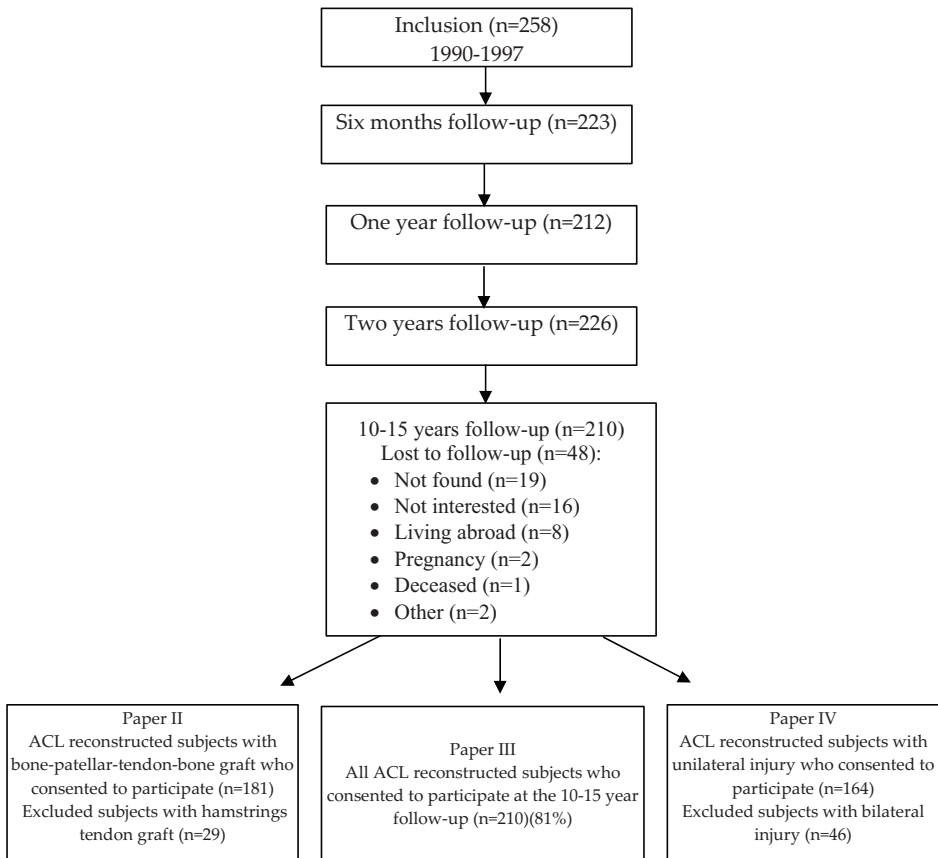 Inclusion (n=258)
1990-1997
Six months follow-up (n=223)
One year follow-up (n=212)
Two years follow-up (n=226)
10-15 years follow-up (n=210)
Lost to follow-up (n=48):
• Not found (n=19)
• Not interested (n=16)
• Living abroad (n=8)
• Pregnancy (n=2)
• Deceased (n=1)
• Other (n=2)
Paper II
ACL reconstructed subjects with
bone-patellar-tendon-bone graft who
consented to participate (n=181)
Excluded subjects with hamstrings
tendon graft (n=29)
Paper III
All ACL reconstructed subjects who
consented to participate at the 10-15 year
follow-up (n=210)(81%)
Paper IV
ACL reconstructed subjects with
unilateral injury who consented to
participate (n=164)
Excluded subjects with bilateral
injury (n=46)